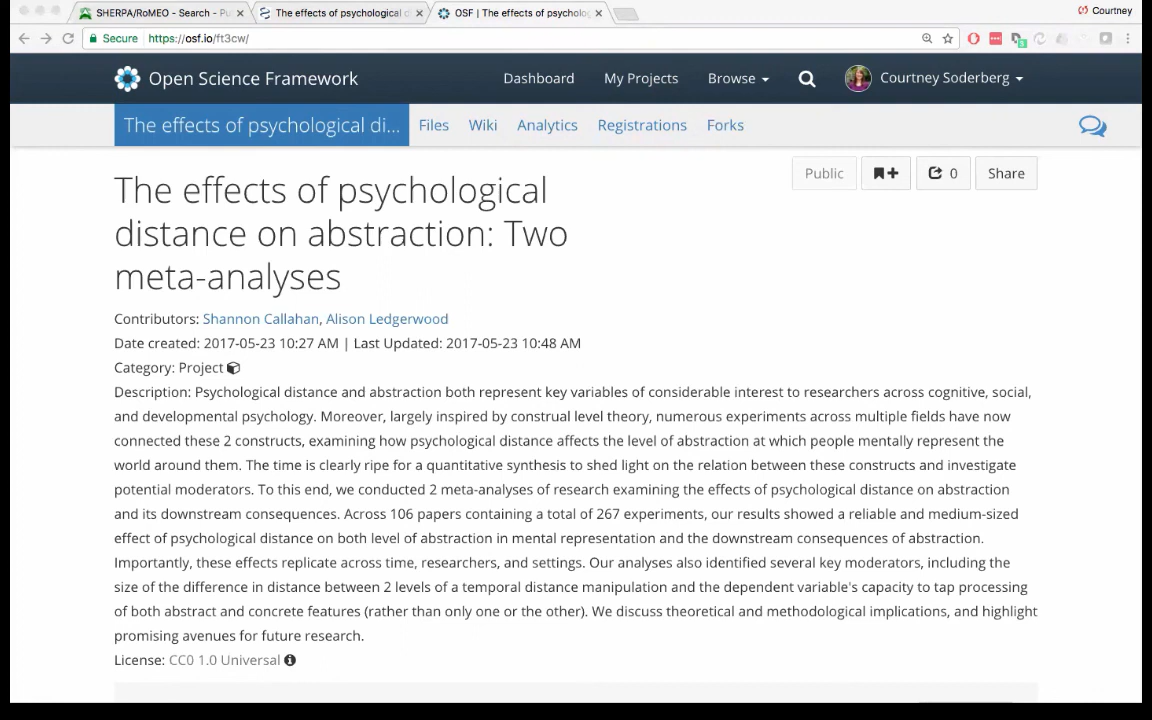 SHERPA/RoMEO - Search - Pu
The effects of psychological d
OSF | The effects of psycholog
Courtney
Secure https://osf.io/ft3cw/
Open Science Framework
Dashboard
My Projects
Browse
Courtney Soderberg
The effects of psychological di...
Files
Wiki
Analytics
Registrations
Forks
Public
0
Share
The effects of psychological
distance on abstraction: Two
meta-analyses
Contributors: Shannon Callahan, Alison Ledgerwood
Date created: 2017-05-23 10:27 AM | Last Updated: 2017-05-23 10:48 AM
Category: Project
Description: Psychological distance and abstraction both represent key variables of considerable interest to researchers across cognitive, social,
and developmental psychology. Moreover, largely inspired by construal level theory, numerous experiments across multiple fields have now
connected these 2 constructs, examining how psychological distance affects the level of abstraction at which people mentally represent the
world around them. The time is clearly ripe for a quantitative synthesis to shed light on the relation between these constructs and investigate
potential moderators. To this end, we conducted 2 meta-analyses of research examining the effects of psychological distance on abstraction
and its downstream consequences. Across 106 papers containing a total of 267 experiments, our results showed a reliable and medium-sized
effect of psychological distance on both level of abstraction in mental representation and the downstream consequences of abstraction.
Importantly, these effects replicate across time, researchers, and settings. Our analyses also identified several key moderators, including the
size of the difference in distance between 2 levels of a temporal distance manipulation and the dependent variable's capacity to tap processing
of both abstract and concrete features (rather than only one or the other). We discuss theoretical and methodological implications, and highlight
promising avenues for future research.
License: CC0 1.0 Universal